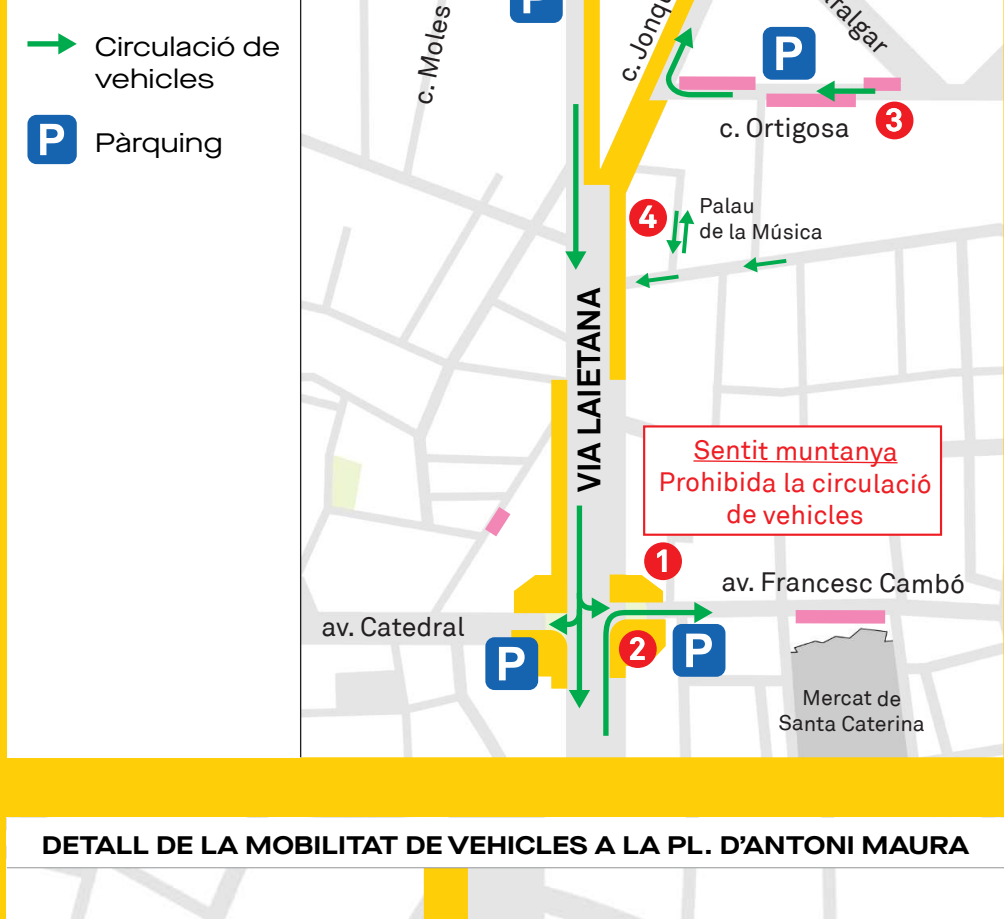 Circulació de
vehicles
P
Pàrquing
c. Moles
P
c. Jonq
P
c. Ortigosa
3
4
Palau
de la Música
VIA LAIETANA
Sentit muntanya
Prohibida la circulació
de vehicles
1
av. Francesc Cambó
av. Catedral
P
2
P
Mercat de
Santa Caterina
DETALL DE LA MOBILITAT DE VEHICLES A LA PL. D'ANTONI MAURA